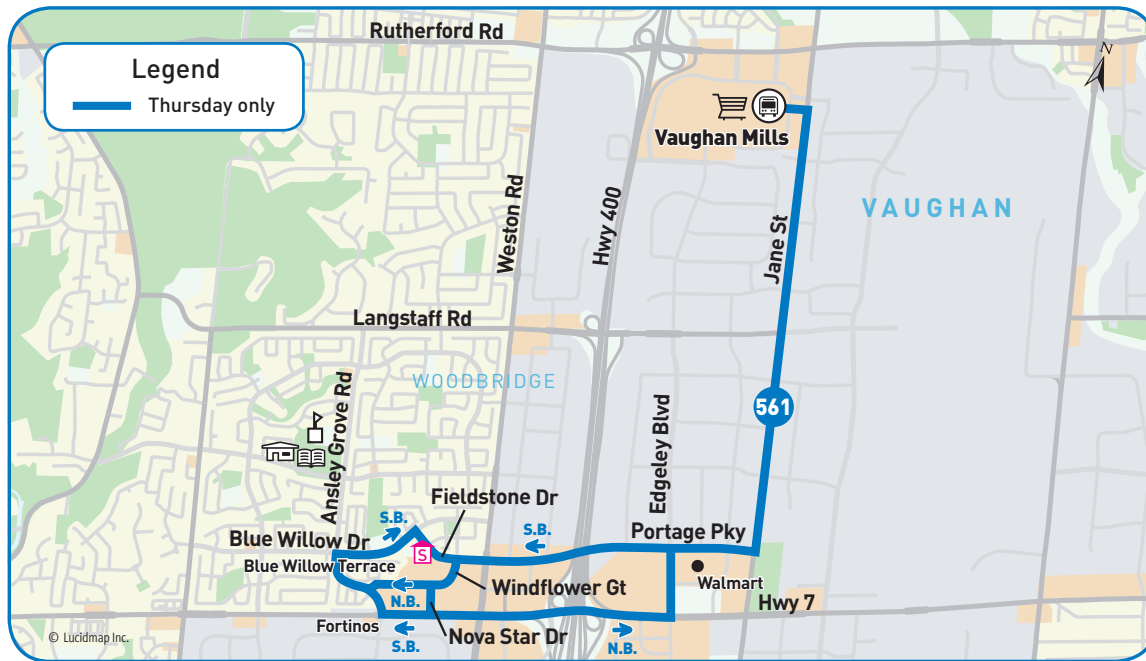 Rutherford Rd
N
Legend
Thursday only
Vaughan Mills
VAUGHAN
Weston Rd
Hwy 400
Jane St
Langstaff Rd
WOODBRIDGE
561
Ansley Grove Rd
Edgeley Blvd
Fieldstone Dr
S.B.
S.B.
Portage Pky
Blue Willow Dr
Blue Willow Terrace
S
Walmart
Windflower Gt
N.B.
Hwy 7
Fortinos
Nova Star Dr
S.B.
N.B.
© Lucidmap Inc.